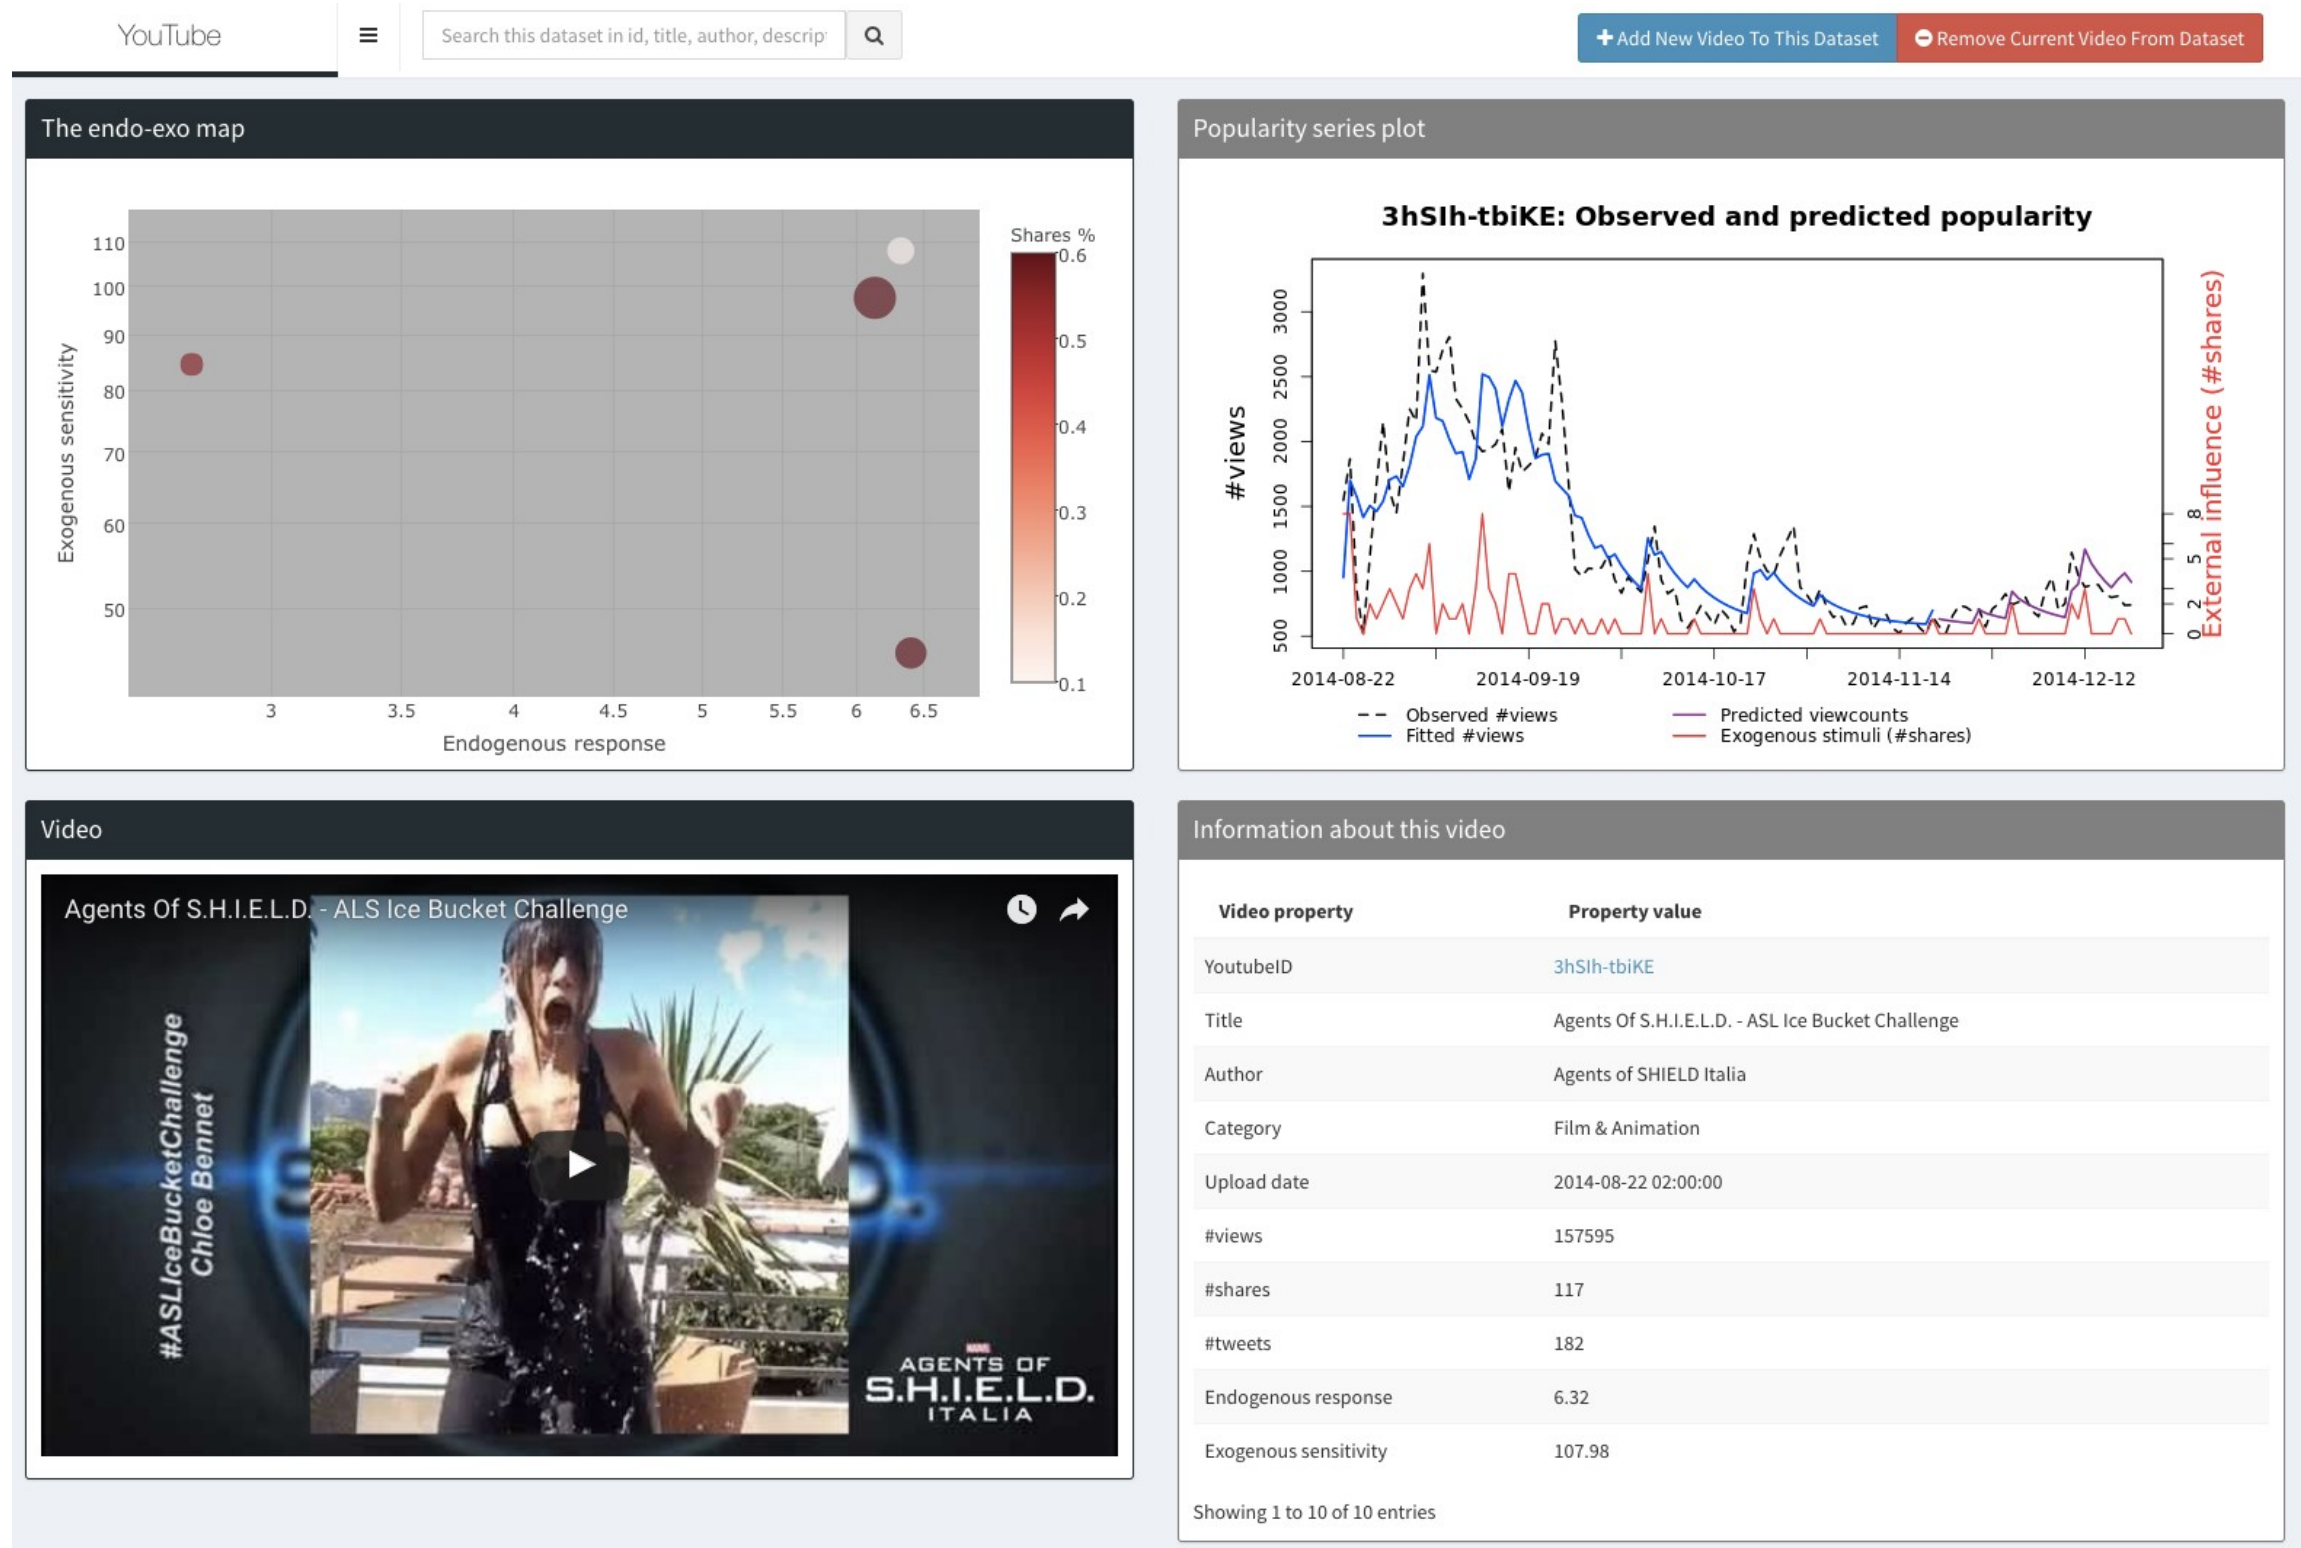 YouTube
Search this dataset in id, title, author, descrip
Add New Video To This Dataset
Remove Current Video From Dataset
The endo-exo map
110
100
90
80
70
60
50
Exogenous sensitivity
3
3.5
4
4.5
5
5.5
6
6.5
Endogenous response
Shares %
0.6
0.5
0.4
0.3
0.2
0.1
Popularity series plot
3hSIh-tbiKE: Observed and predicted popularity
#views
3000
2500
2000
1500
1000
500
8
5
2
0
External influence (#shares)
2014-08-22
2014-09-19
2014-10-17
2014-11-14
2014-12-12
Observed #views
Fitted #views
Predicted viewcounts
Exogenous stimuli (#shares)
Video
Agents Of S.H.I.E.L.D. - ALS Ice Bucket Challenge
#ASLIceBucketChallenge
Chloe Bennet
MARVEL
AGENTS OF
S.H.I.E.L.D.
ITALIA
Information about this video
Video property Property value
YoutubeID 3hSIh-tbiKE
Title Agents Of S.H.I.E.L.D. - ASL Ice Bucket Challenge
Author Agents of SHIELD Italia
Category Film & Animation
Upload date 2014-08-22 02:00:00
#views 157595
#shares 117
#tweets 182
Endogenous response 6.32
Exogenous sensitivity 107.98
Showing 1 to 10 of 10 entries